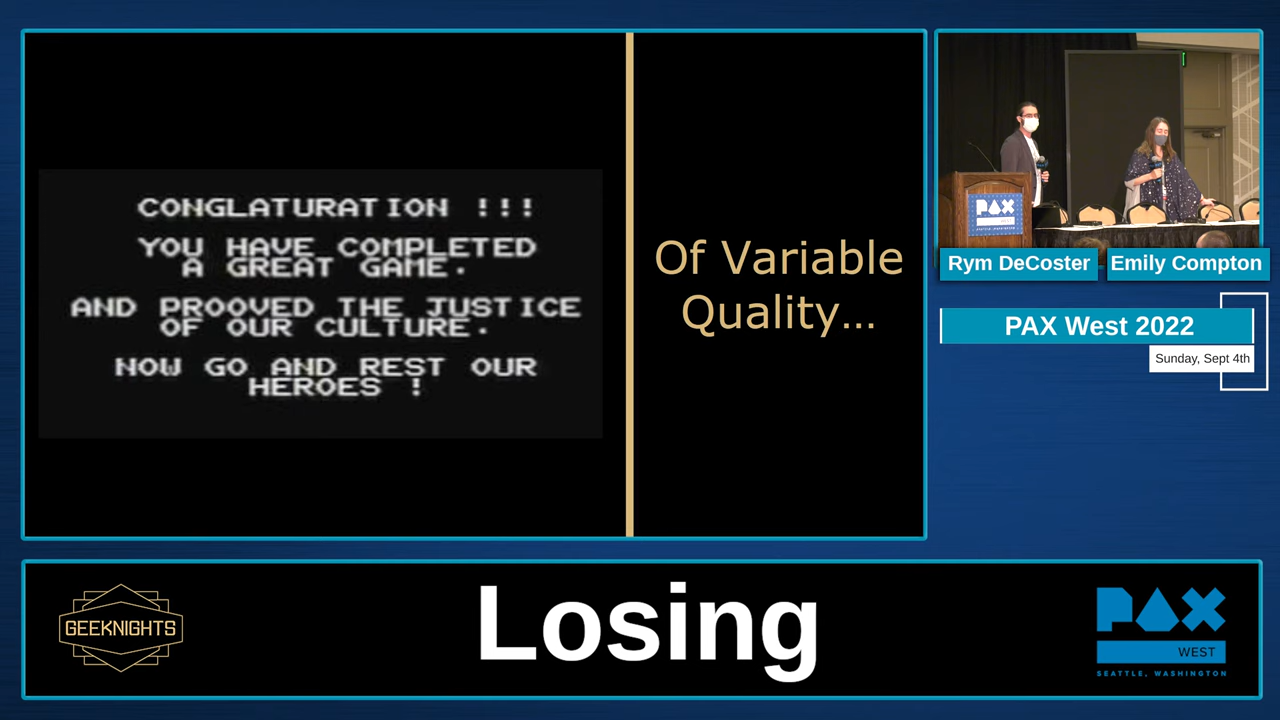 CONGLATURATION !!!
YOU HAVE COMPLETED
A GREAT GAME.
AND PROOVED THE JUSTICE
OF OUR CULTURE.
NOW GO AND REST OUR
HEROES !
Of Variable
Quality...
PAX
Rym DeCoster
Emily Compton
PAX West 2022
Sunday, Sept 4th
GEEKNIGHTS
Losing
PAX
WEST
SEATTLE, WASHINGTON